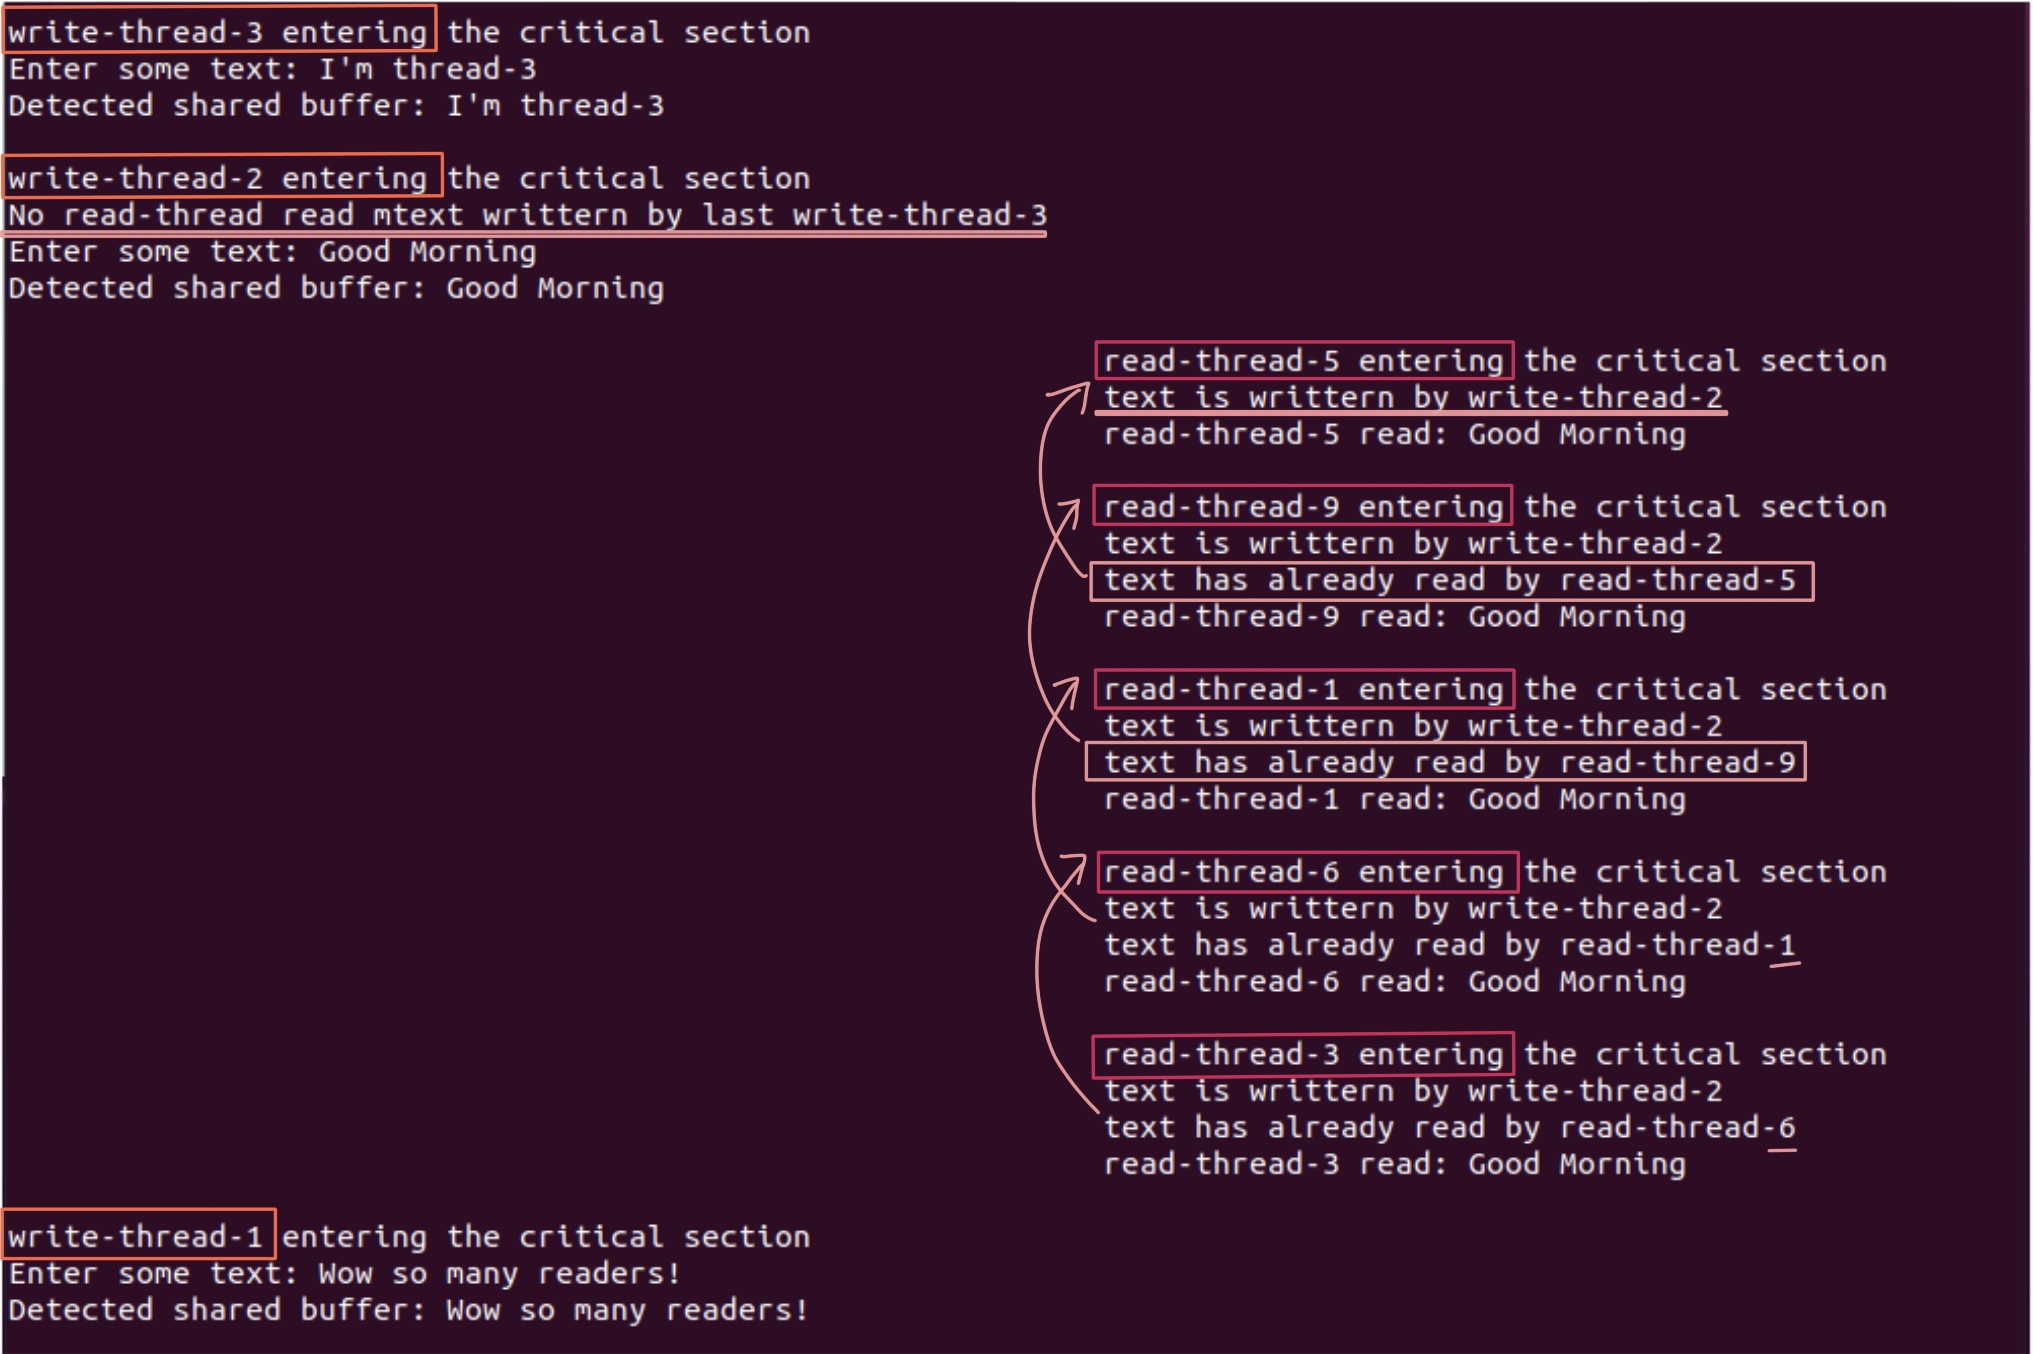 write-thread-3 entering the critical section
Enter some text: I'm thread-3
Detected shared buffer: I'm thread-3
write-thread-2 entering the critical section
No read-thread read mtext writtern by last write-thread-3
Enter some text: Good Morning
Detected shared buffer: Good Morning
read-thread-5 entering the critical section
text is writtern by write-thread-2
read-thread-5 read: Good Morning
read-thread-9 entering the critical section
text is writtern by write-thread-2
text has already read by read-thread-5
read-thread-9 read: Good Morning
read-thread-1 entering the critical section
text is writtern by write-thread-2
text has already read by read-thread-9
read-thread-1 read: Good Morning
read-thread-6 entering the critical section
text is writtern by write-thread-2
text has already read by read-thread-1
read-thread-6 read: Good Morning
read-thread-3 entering the critical section
text is writtern by write-thread-2
text has already read by read-thread-6
read-thread-3 read: Good Morning
write-thread-1 entering the critical section
Enter some text: Wow so many readers!
Detected shared buffer: Wow so many readers!